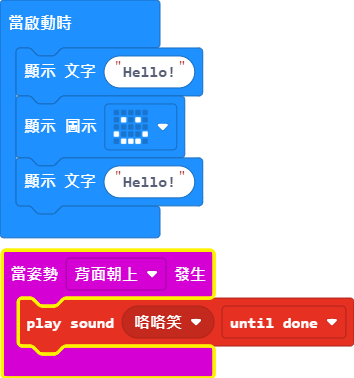 當啟動時
顯示 文字 "Hello!"
顯示 圖示
顯示 文字 "Hello!"
當姿勢 背面朝上 發生
play sound 咯咯笑 until done